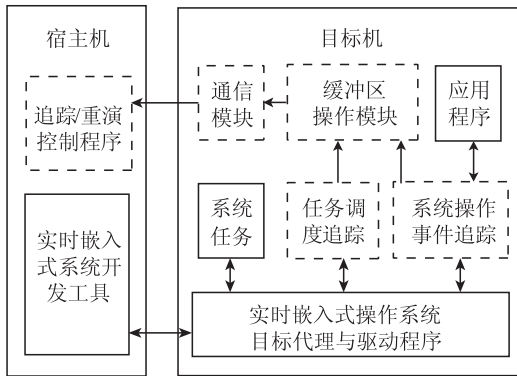 宿主机
追踪/重演
控制程序
实时嵌入
式系统开
发工具
目标机
通信
模块
缓冲区
操作模块
应用
程序
系统
任务
任务调
度追踪
系统操作
事件追踪
实时嵌入式操作系统
目标代理与驱动程序